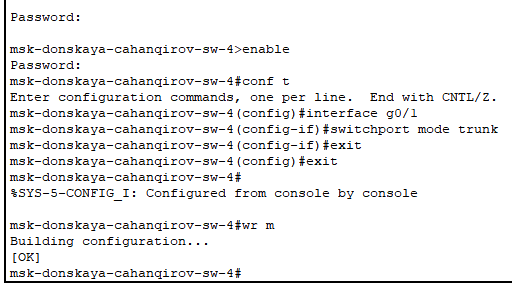 Password:
msk-donskaya-cahanqirov-sw-4>enable
Password:
msk-donskaya-cahanqirov-sw-4#conf t
Enter configuration commands, one per line.  End with CNTL/Z.
msk-donskaya-cahanqirov-sw-4(config)#interface g0/1
msk-donskaya-cahanqirov-sw-4(config-if)#switchport mode trunk
msk-donskaya-cahanqirov-sw-4(config-if)#exit
msk-donskaya-cahanqirov-sw-4(config)#exit
msk-donskaya-cahanqirov-sw-4#
%SYS-5-CONFIG_I: Configured from console by console
msk-donskaya-cahanqirov-sw-4#wr m
Building configuration...
[OK]
msk-donskaya-cahanqirov-sw-4#